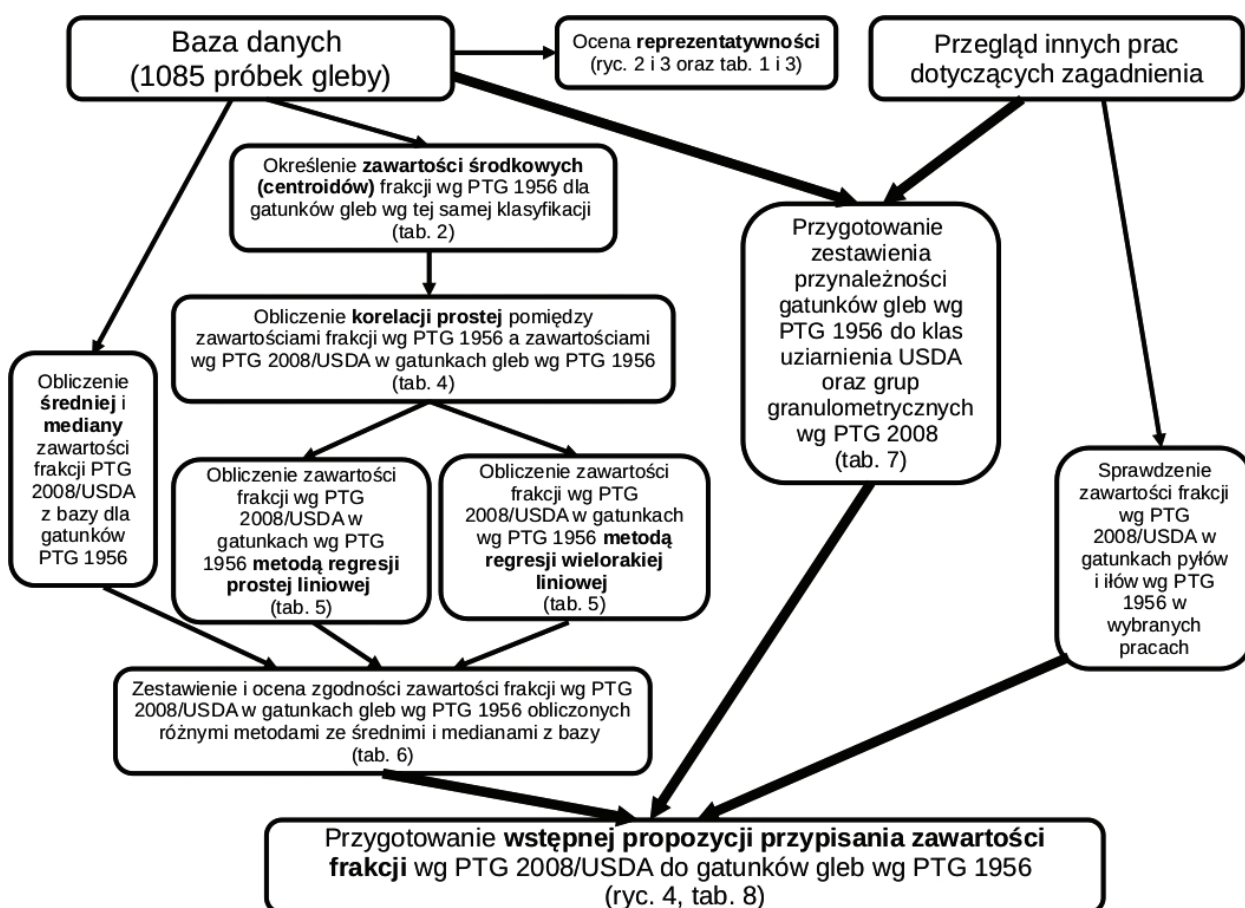 Baza danych
(1085 próbek gleby)
Ocena reprezentatywności
(ryc. 2 i 3 oraz tab. 1 i 3)
Przegląd innych prac
dotyczących zagadnienia
Określenie zawartości środkowych
(centroidów) frakcji wg PTG 1956 dla
gatunków gleb wg tej samej klasyfikacji
(tab. 2)
Obliczenie korelacji prostej pomiędzy
zawartościami frakcji wg PTG 1956 a zawartościami
wg PTG 2008/USDA w gatunkach gleb wg PTG 1956
(tab. 4)
Przygotowanie
zestawienia
przynależności
gatunków gleb wg
PTG 1956 do klas
uziarnienia USDA
oraz grup
granulometrycznych
wg PTG 2008
(tab. 7)
Obliczenie
średniej i
mediany
zawartości
frakcji PTG
2008/USDA
z bazy dla
gatunków
PTG 1956
Obliczenie zawartości
frakcji wg PTG
2008/USDA w
gatunkach wg PTG
1956 metodą regresji
prostej liniowej
(tab. 5)
Obliczenie zawartości
frakcji wg PTG
2008/USDA w gatunkach
wg PTG 1956 metodą
regresji wielorakiej
liniowej
(tab. 5)
Sprawdzenie
zawartości frakcji
wg PTG
2008/USDA w
gatunkach pyłów
i iłów wg PTG
1956 w
wybranych
pracach
Zestawienie i ocena zgodności zawartości frakcji wg PTG
2008/USDA w gatunkach gleb wg PTG 1956 obliczonych
różnymi metodami ze średnimi i medianami z bazy
(tab. 6)
Przygotowanie wstępnej propozycji przypisania zawartości
frakcji wg PTG 2008/USDA do gatunków gleb wg PTG 1956
(ryc. 4, tab. 8)